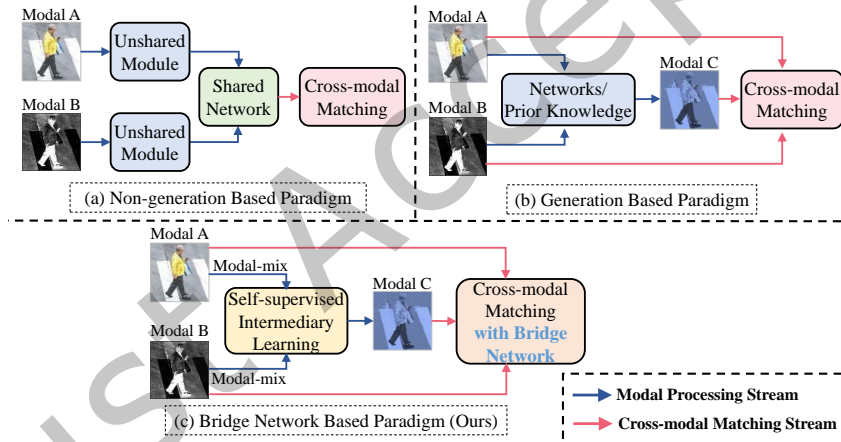 Modal A
Unshared
Module
Shared
Network
Cross-modal
Matching
Modal B
Unshared
Module
(a) Non-generation Based Paradigm
Modal A
Networks/
Prior Knowledge
Modal C
Cross-modal
Matching
Modal B
(b) Generation Based Paradigm
Modal A
Modal-mix
Self-supervised
Intermediary
Learning
Modal C
Cross-modal
Matching
with Bridge
Network
Modal B
Modal-mix
(c) Bridge Network Based Paradigm (Ours)
Modal Processing Stream
Cross-modal Matching Stream
ust Accep